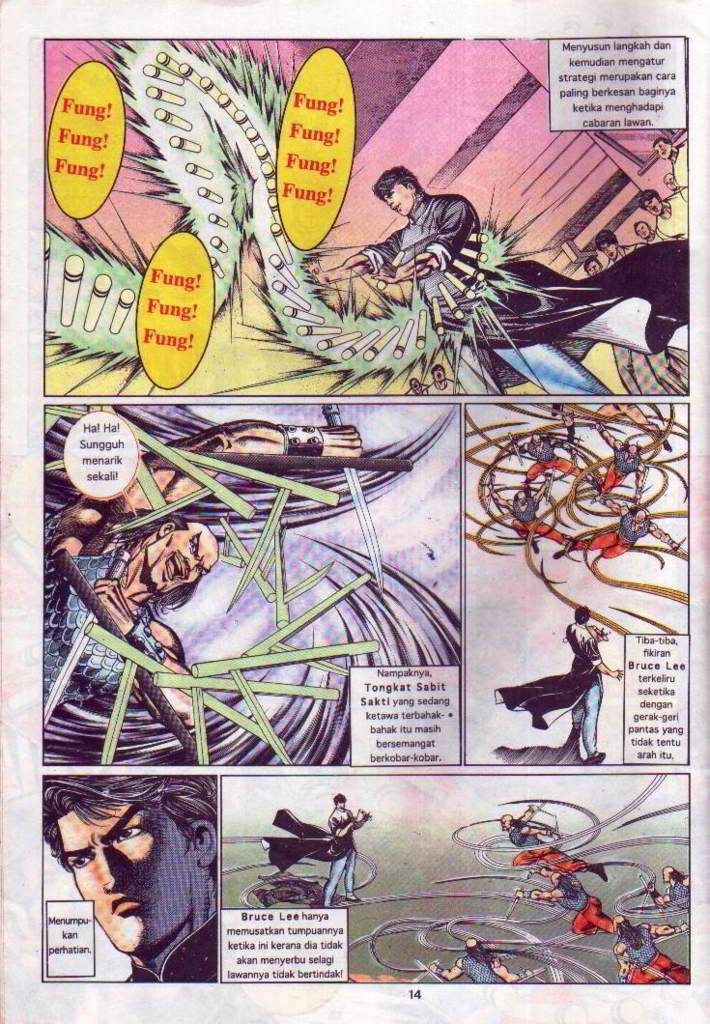 Menyusun langkah dan
kemudian mengatur
strategi merupakan cara
paling berkesan baginya
ketika menghadapi
cabaran lawan.
Fung!
Fung!
Fung!
Fung!
Fung!
Fung!
Fung!
Fung!
Fung!
Fung!
Ha! Ha!
Sungguh
menarik
sekali!
Nampaknya,
Tongkat Sabit
Sakti yang sedang
ketawa terbahak-
bahak itu masih
bersemangat
berkobar-kobar.
Tiba-tiba,
fikiran
Bruce Lee
terkeliru
seketika
dengan
gerak-geri
pantas yang
tidak tentu
arah itu.
Menumpu-
kan
perhatian.
Bruce Lee hanya
memusatkan tumpuannya
ketika ini kerana dia tidak
akan menyerbu selagi
lawannya tidak bertindak!
14